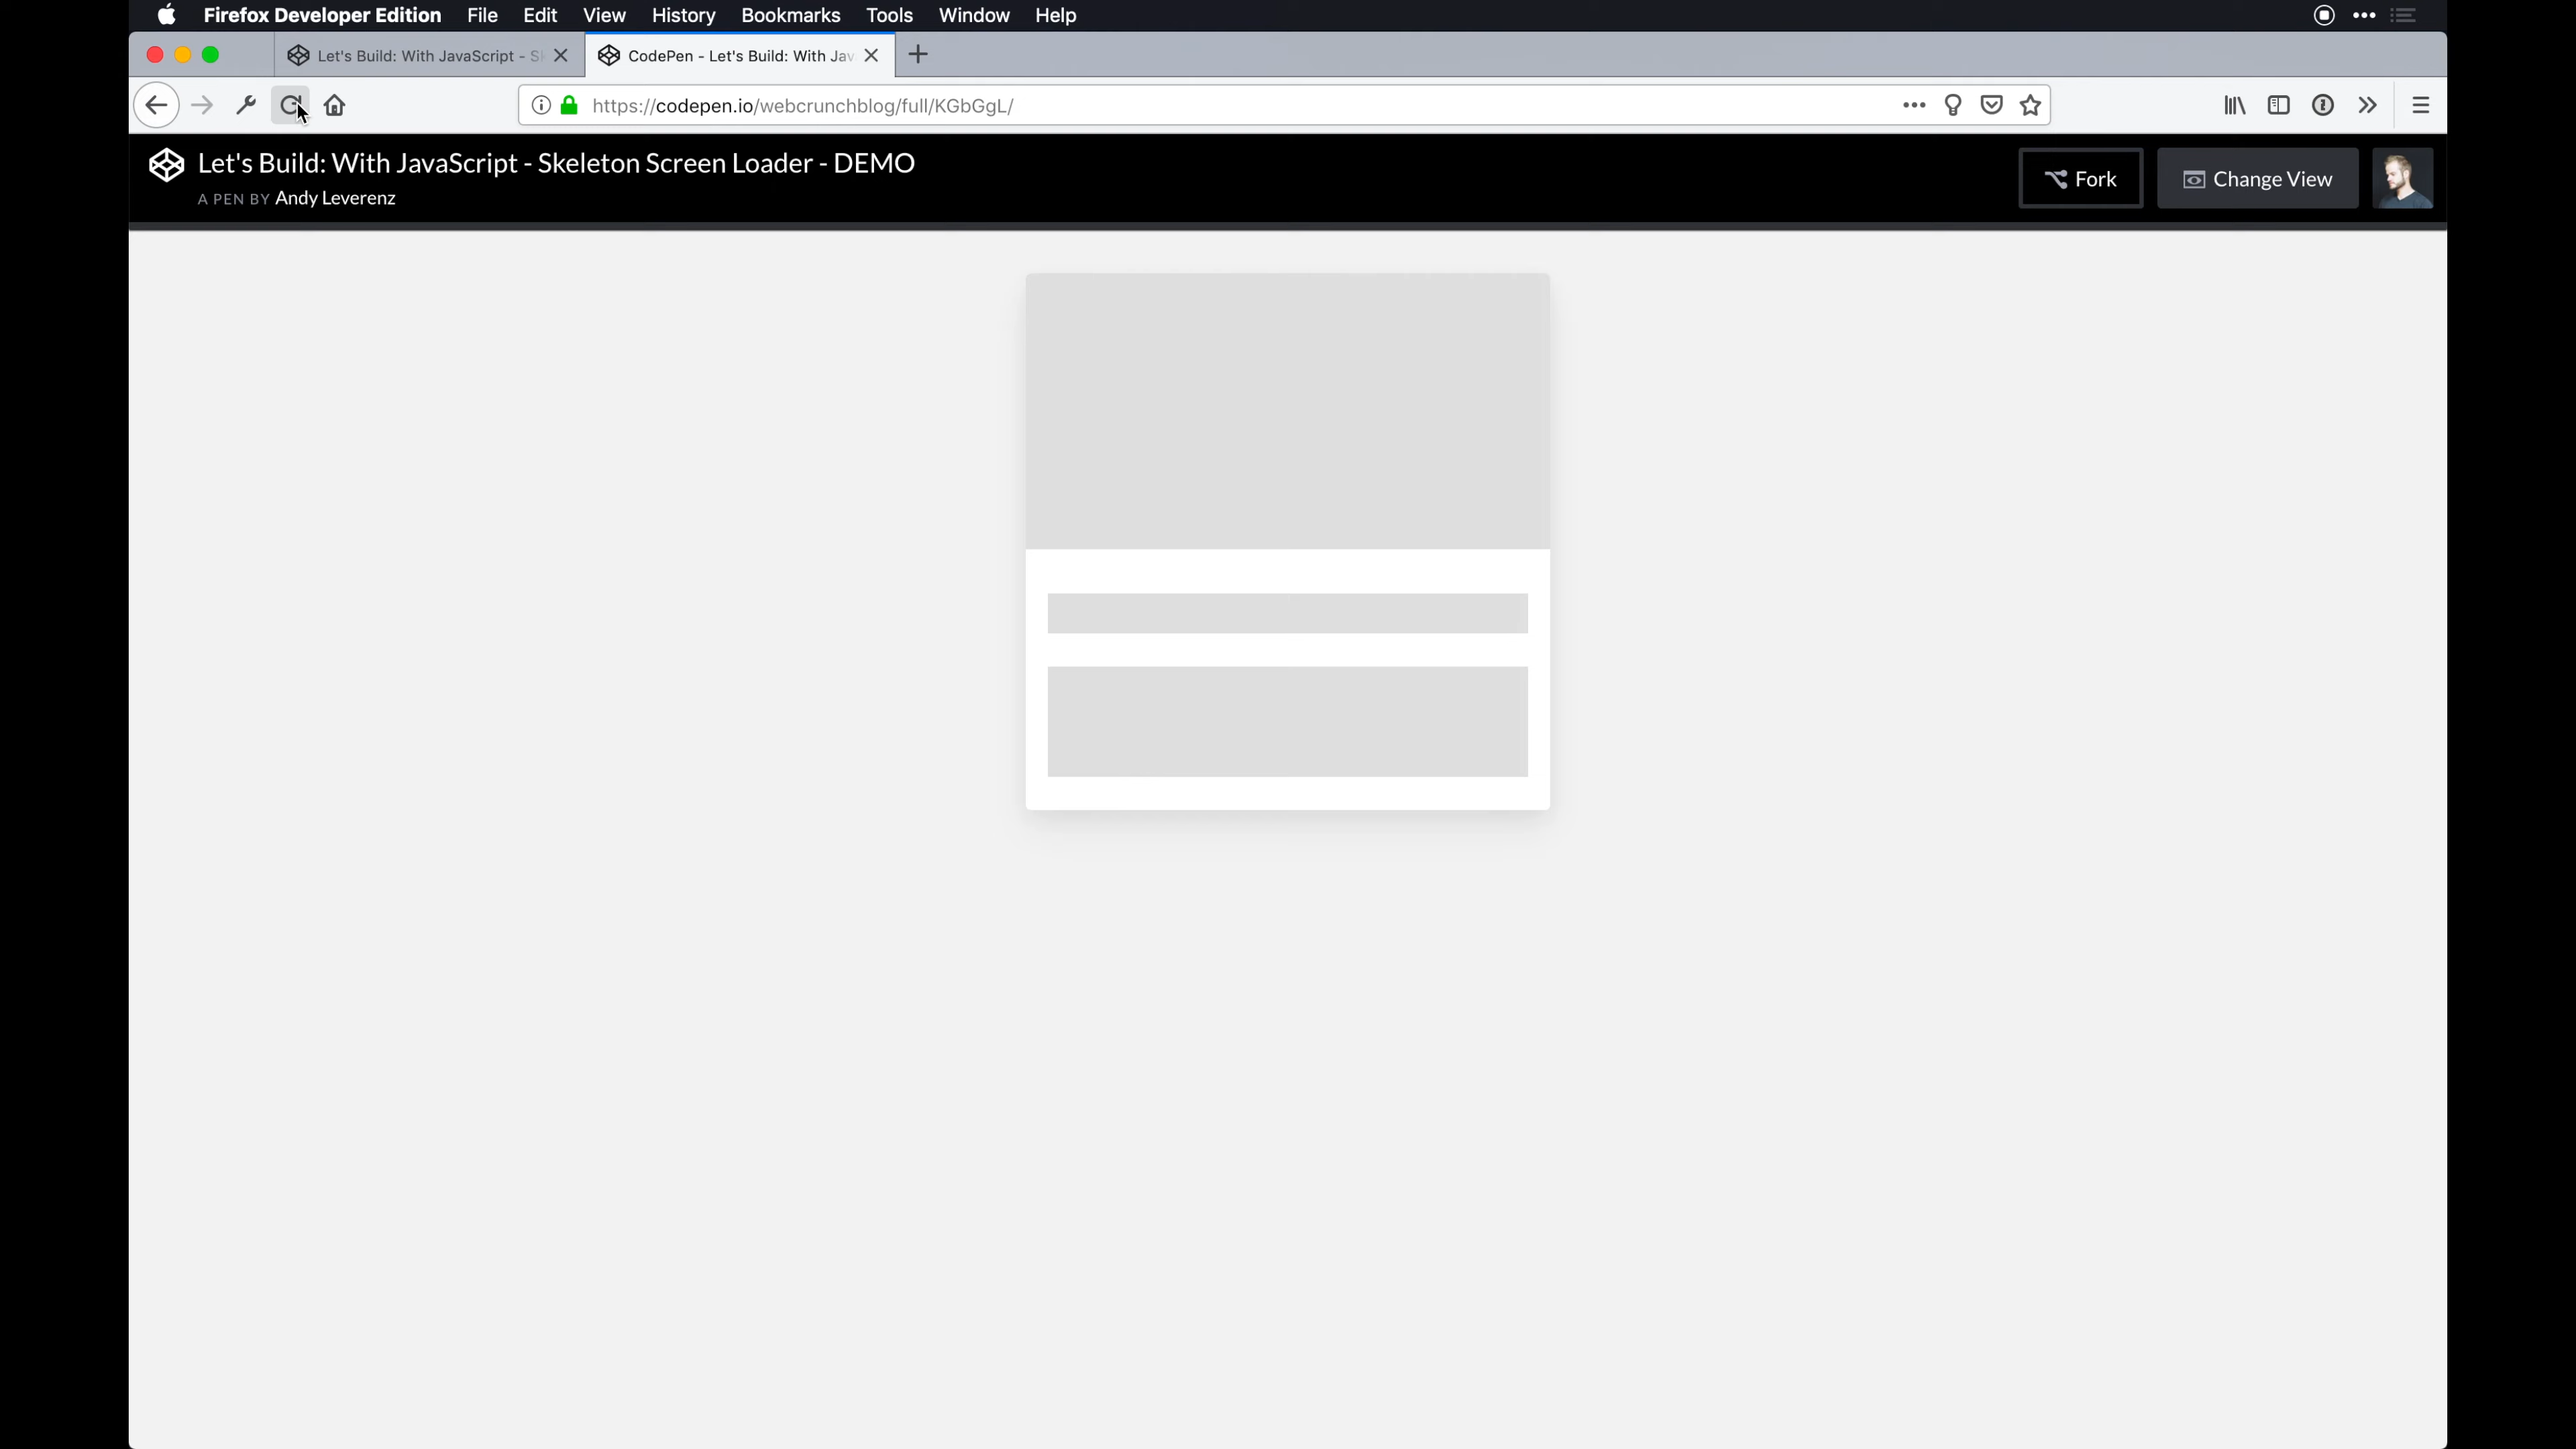 Firefox Developer Edition File Edit View History Bookmarks Tools Window Help
Let's Build: With JavaScript - S
CodePen - Let's Build: With Jav
https://codepen.io/webcrunchblog/full/KGbGgL/
Let's Build: With JavaScript - Skeleton Screen Loader - DEMO
A PEN BY Andy Leverenz
Fork
Change View